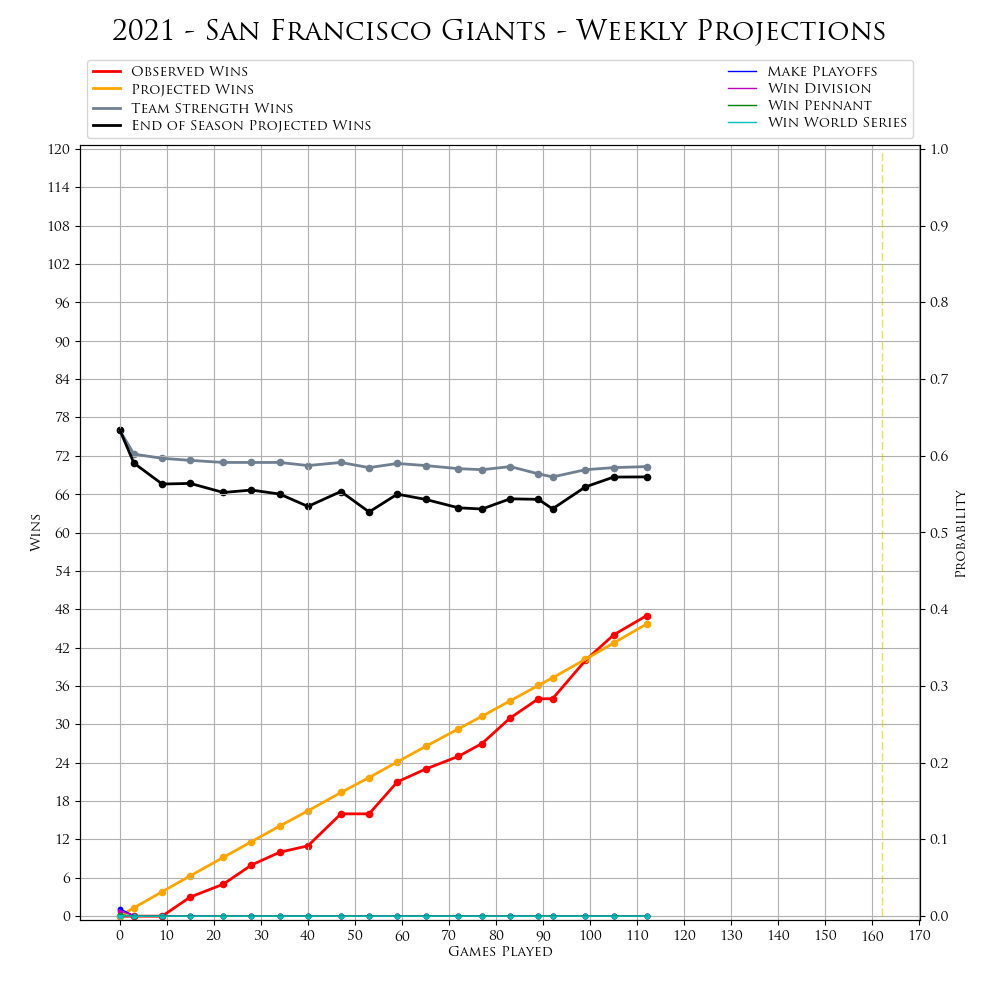 2021 - San Francisco Giants - Weekly Projections
Observed Wins
Projected Wins
Team Strength Wins
End of Season Projected Wins
Make Playoffs
Win Division
Win Pennant
Win World Series
120
114
108
102
96
90
84
78
72
66
60
54
48
42
36
30
24
18
12
6
0
Wins
1.0
0.9
0.8
0.7
0.6
0.5
0.4
0.3
0.2
0.1
0.0
Probability
0 10 20 30 40 50 60 70 80 90 100 110 120 130 140 150 160 170
Games Played